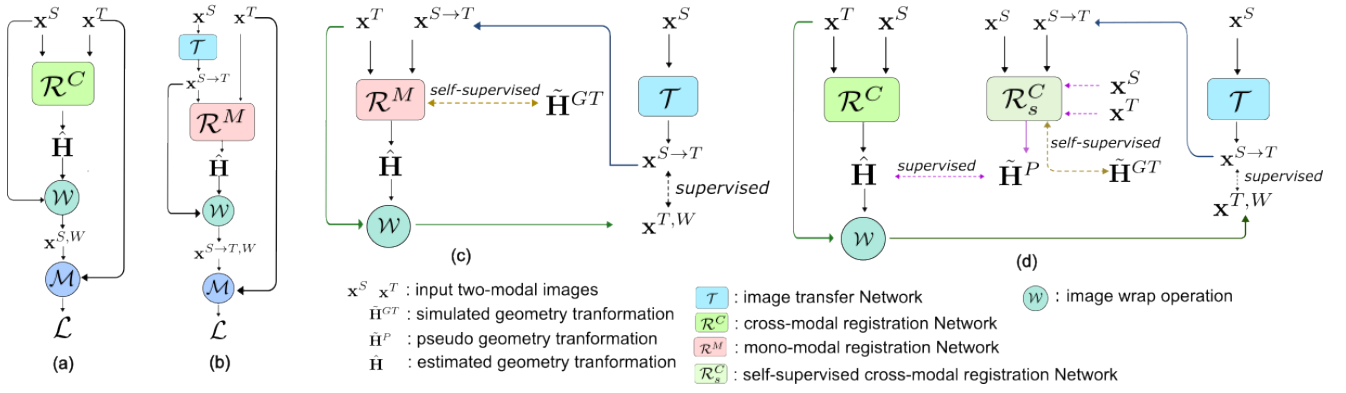 x^S x^T
R^C
Ĥ
W
x^{S,W}
M
L
(a)
x^S x^T
T
x^{S→T}
R^M
Ĥ
W
x^{S→T,W}
M
L
(b)
x^T x^{S→T} x^S
R^M self-supervised H̃^{GT} T
Ĥ x^{S→T}
supervised
W x^{T,W}
(c)
x^T x^S x^S x^{S→T} x^S
R^C R_s^C x^S T
x^T
self-supervised x^{S→T}
Ĥ supervised H̃^P H̃^{GT} supervised
x^{T,W}
W
(d)
x^S x^T : input two-modal images
H̃^{GT} : simulated geometry tranformation
H̃^P : pseudo geometry tranformation
Ĥ : estimated geometry tranformation
T : image transfer Network
R^C : cross-modal registration Network
R^M : mono-modal registration Network
R_s^C : self-supervised cross-modal registration Network
W : image wrap operation